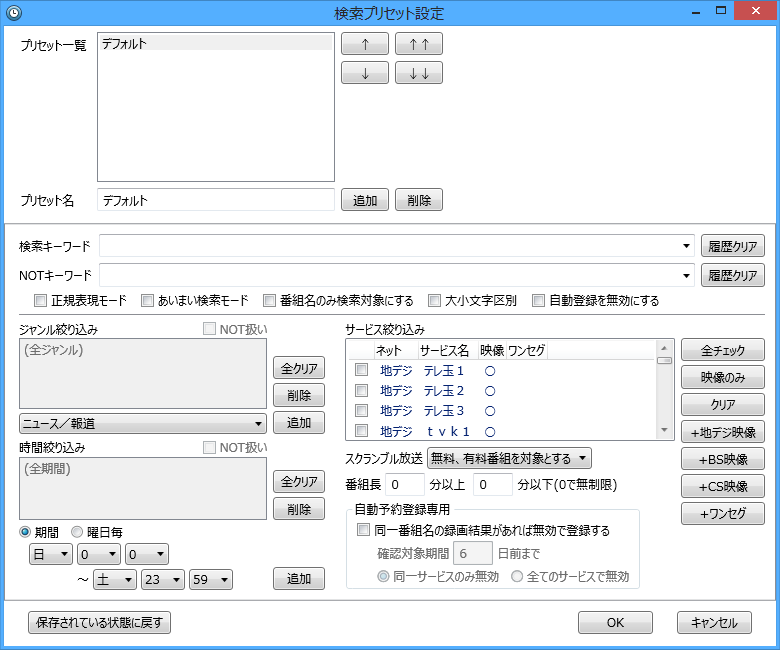 検索プリセット設定
プリセット一覧
デフォルト
↑
↑↑
↓
↓↓
プリセット名
デフォルト
追加
削除
検索キーワード
履歴クリア
NOTキーワード
履歴クリア
正規表現モード
あいまい検索モード
番組名のみ検索対象にする
大小文字区別
自動登録を無効にする
ジャンル絞り込み
NOT扱い
(全ジャンル)
全クリア
削除
ニュース／報道
追加
時間絞り込み
NOT扱い
(全期間)
全クリア
削除
期間
曜日毎
日
0
0
～
土
23
59
追加
サービス絞り込み
ネット サービス名 映像 ワンセグ
地デジ テレ玉１ ○
地デジ テレ玉２ ○
地デジ テレ玉３ ○
地デジ ｔｖｋ１ ○
全チェック
映像のみ
クリア
+地デジ映像
+BS映像
+CS映像
+ワンセグ
スクランブル放送 無料、有料番組を対象とする
番組長 0 分以上 0 分以下(0で無制限)
自動予約登録専用
同一番組名の録画結果があれば無効で登録する
確認対象期間 6 日前まで
同一サービスのみ無効
全てのサービスで無効
保存されている状態に戻す
OK
キャンセル